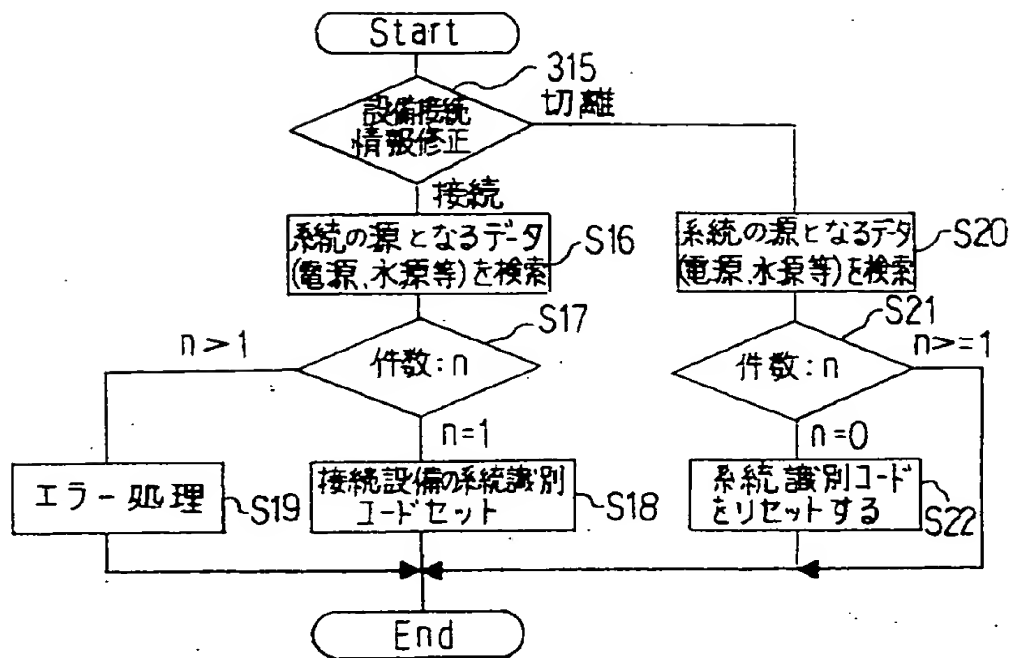 Start
315
設備接続
情報修正
切離
接続
系統の源となるデータ
(電源、水源等)を検索
S16
系統の源となるデータ
(電源、水源等)を検索
S20
n>1
件数:n
S17
件数:n
S21
n>=1
n=1
n=0
エラー処理
S19
接続設備の系統識別
コードセット
S18
系統識別コード
をリセットする
S22
End